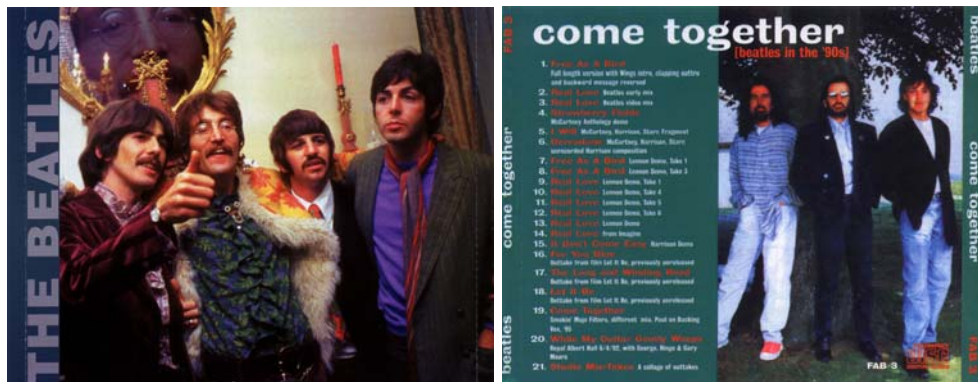 THE BEATLES
FAB 3
come together
beatles
come together
[beatles in the '90s]
1. Free As A Bird
Full length version with Wings intro, clapping outtro
and backward message reversed
2. Real Love Beatles early mix
3. Real Love Beatles video mix
4. Strawberry Fields
McCartney Anthology demo
5. I Will McCartney, Harrison, Starr Fragment
6. McCartney, Harrison, Starr
unrecorded Harrison composition
7. Free As A Bird Lennon Demo, Take 1
8. Free As A Bird Lennon Demo, Take 3
9. Real Love Lennon Demo, Take 1
10. Real Love Lennon Demo, Take 4
11. Real Love Lennon Demo, Take 5
12. Real Love Lennon Demo, Take 6
13. Real Love Lennon Demo
14. Real Love from Imagine
15. It Don't Come Easy Harrison Demo
16. For You Blue
Outtake from film Let It Be, previously unreleased
17. The Long and Winding Road
Outtake from film Let It Be, previously unreleased
18. Let It Be
Outtake from film Let It Be, previously unreleased
19. Come Together
Smokin' Mojo Filters, different mix, Paul on Backing
Vox, '95
20. While My Guitar Gently Weeps
Royal Albert Hall 6/4/92, with George, Ringo & Gary
Moore
21. Studio Mis-Takes A collage of outtakes
FAB-3
beatles
come together
FAB-3